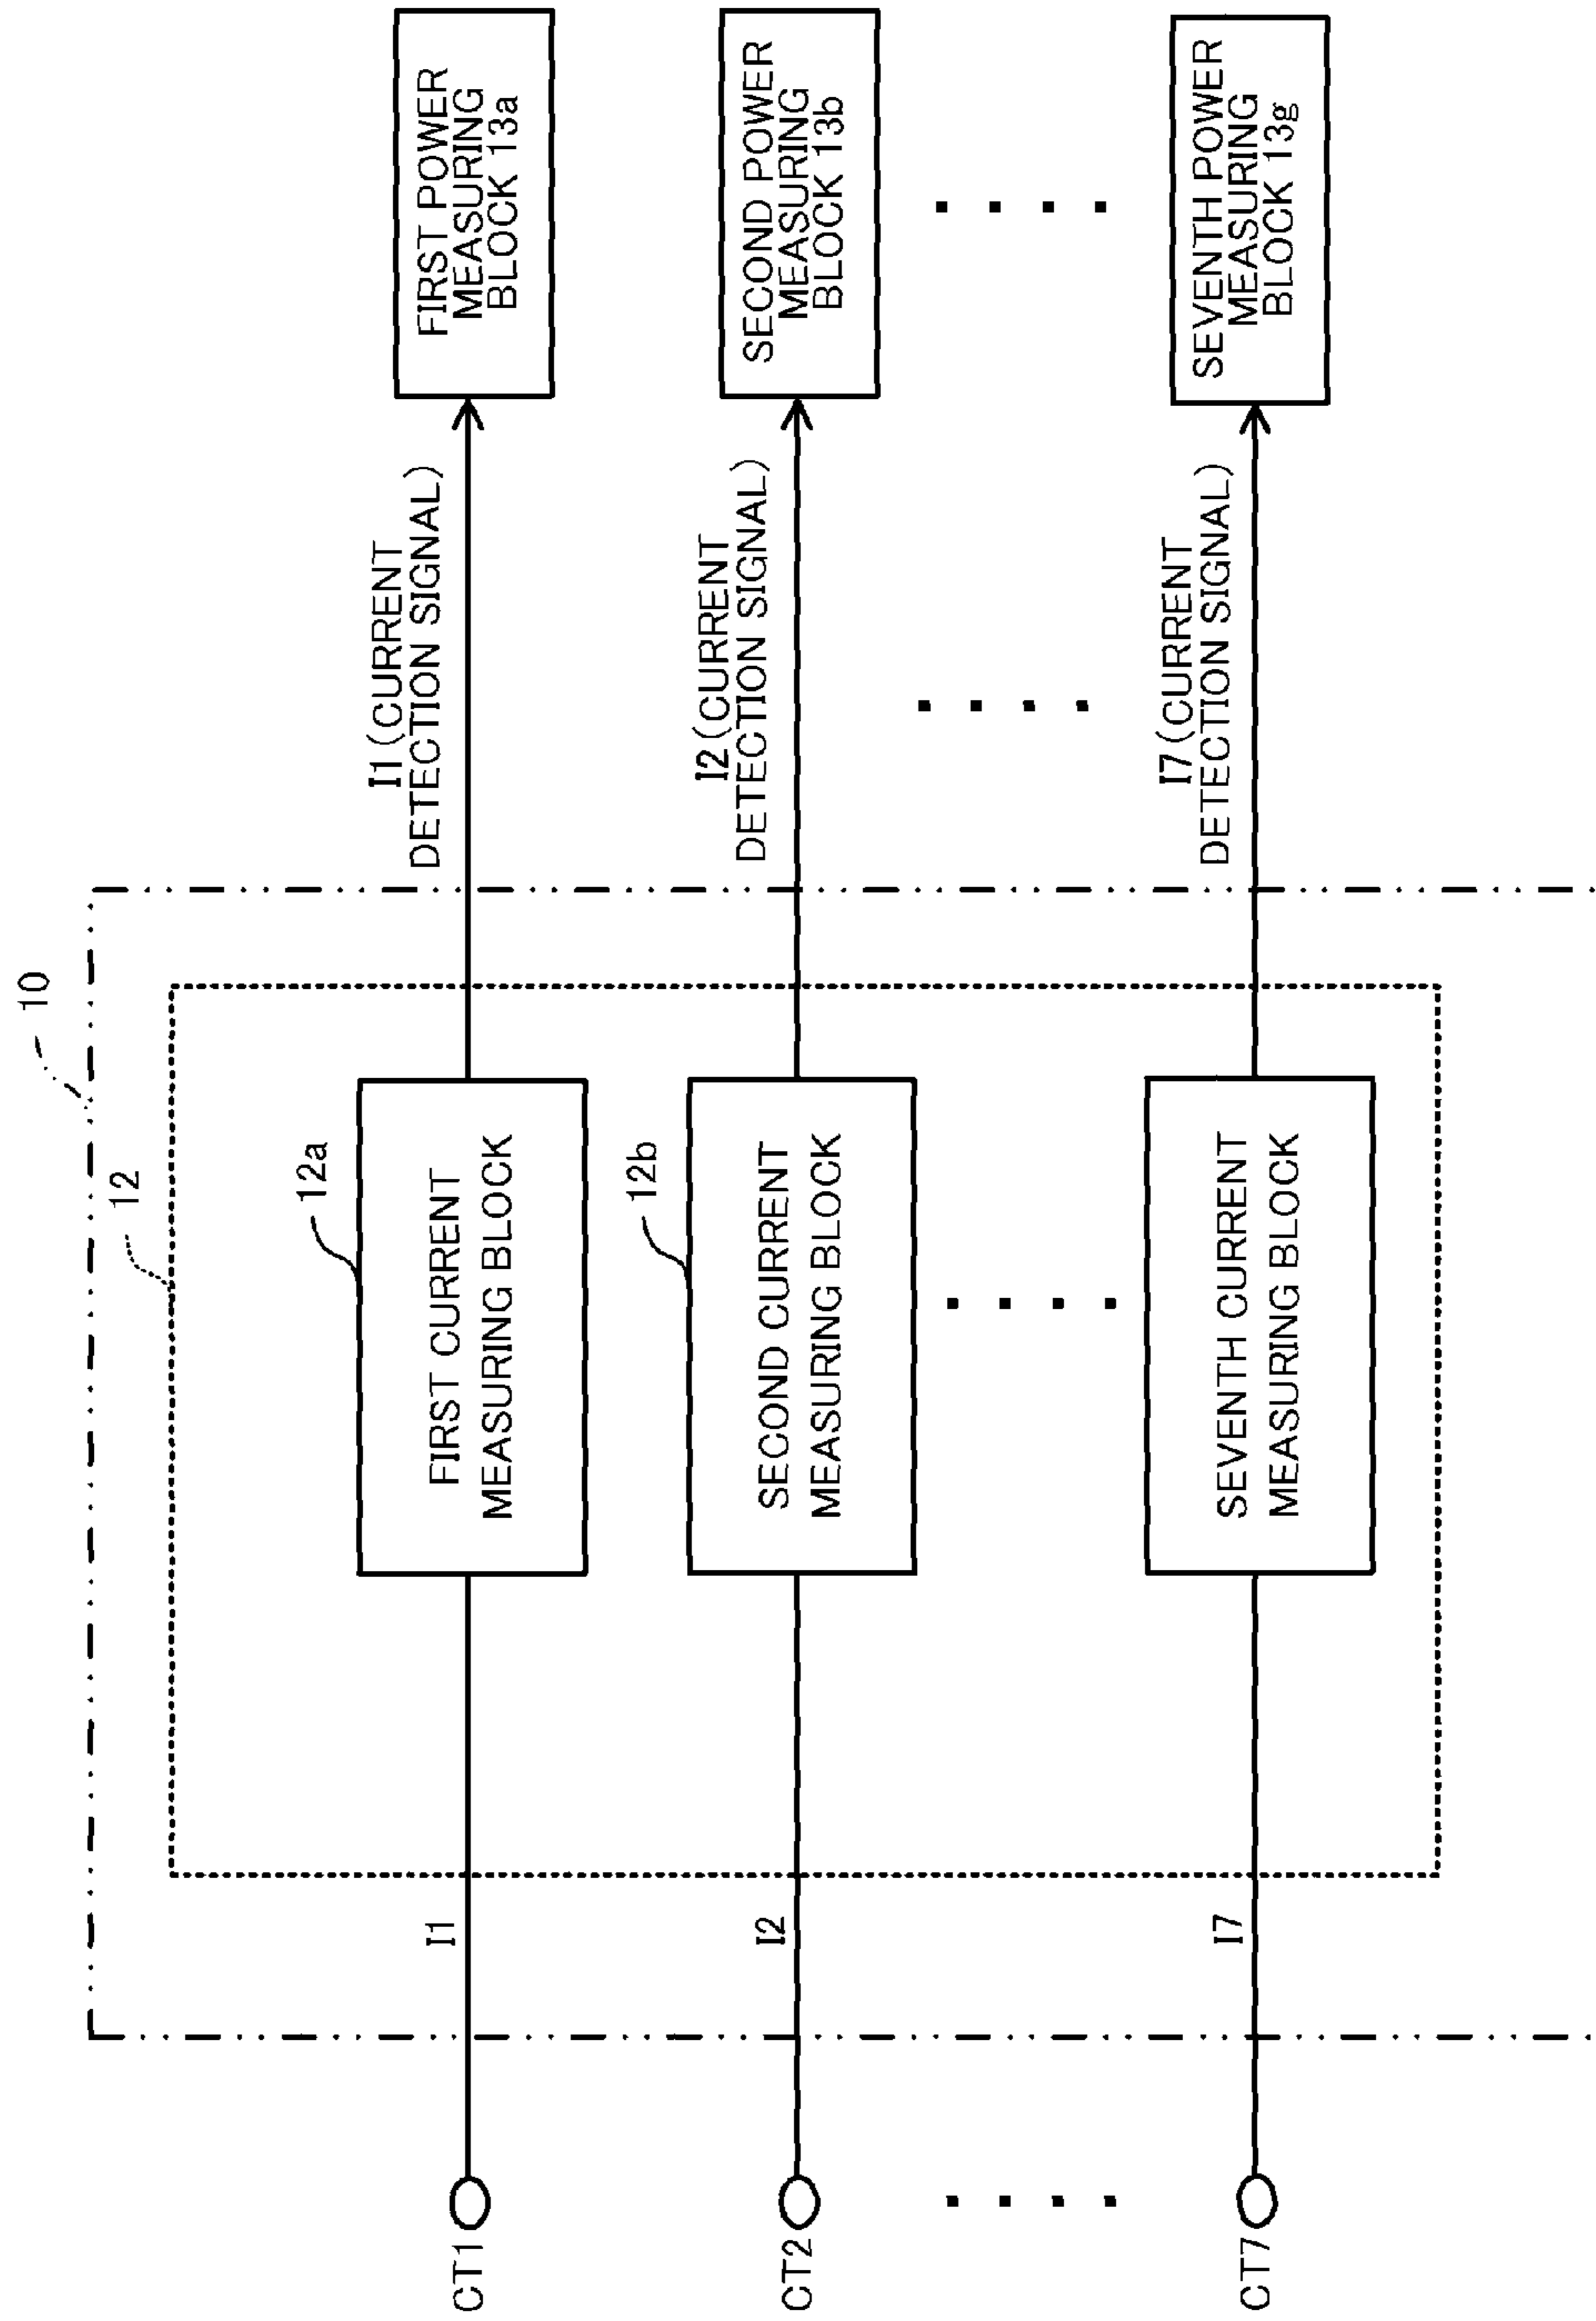 10
12
CT1
I1
12a
FIRST CURRENT
MEASURING BLOCK
I1(CURRENT
DETECTION SIGNAL)
FIRST POWER
MEASURING
BLOCK 13a
CT2
I2
12b
SECOND CURRENT
MEASURING BLOCK
I2(CURRENT
DETECTION SIGNAL)
SECOND POWER
MEASURING
BLOCK 13b
CT7
I7
SEVENTH CURRENT
MEASURING BLOCK
I7(CURRENT
DETECTION SIGNAL)
SEVENTH POWER
MEASURING
BLOCK 13g